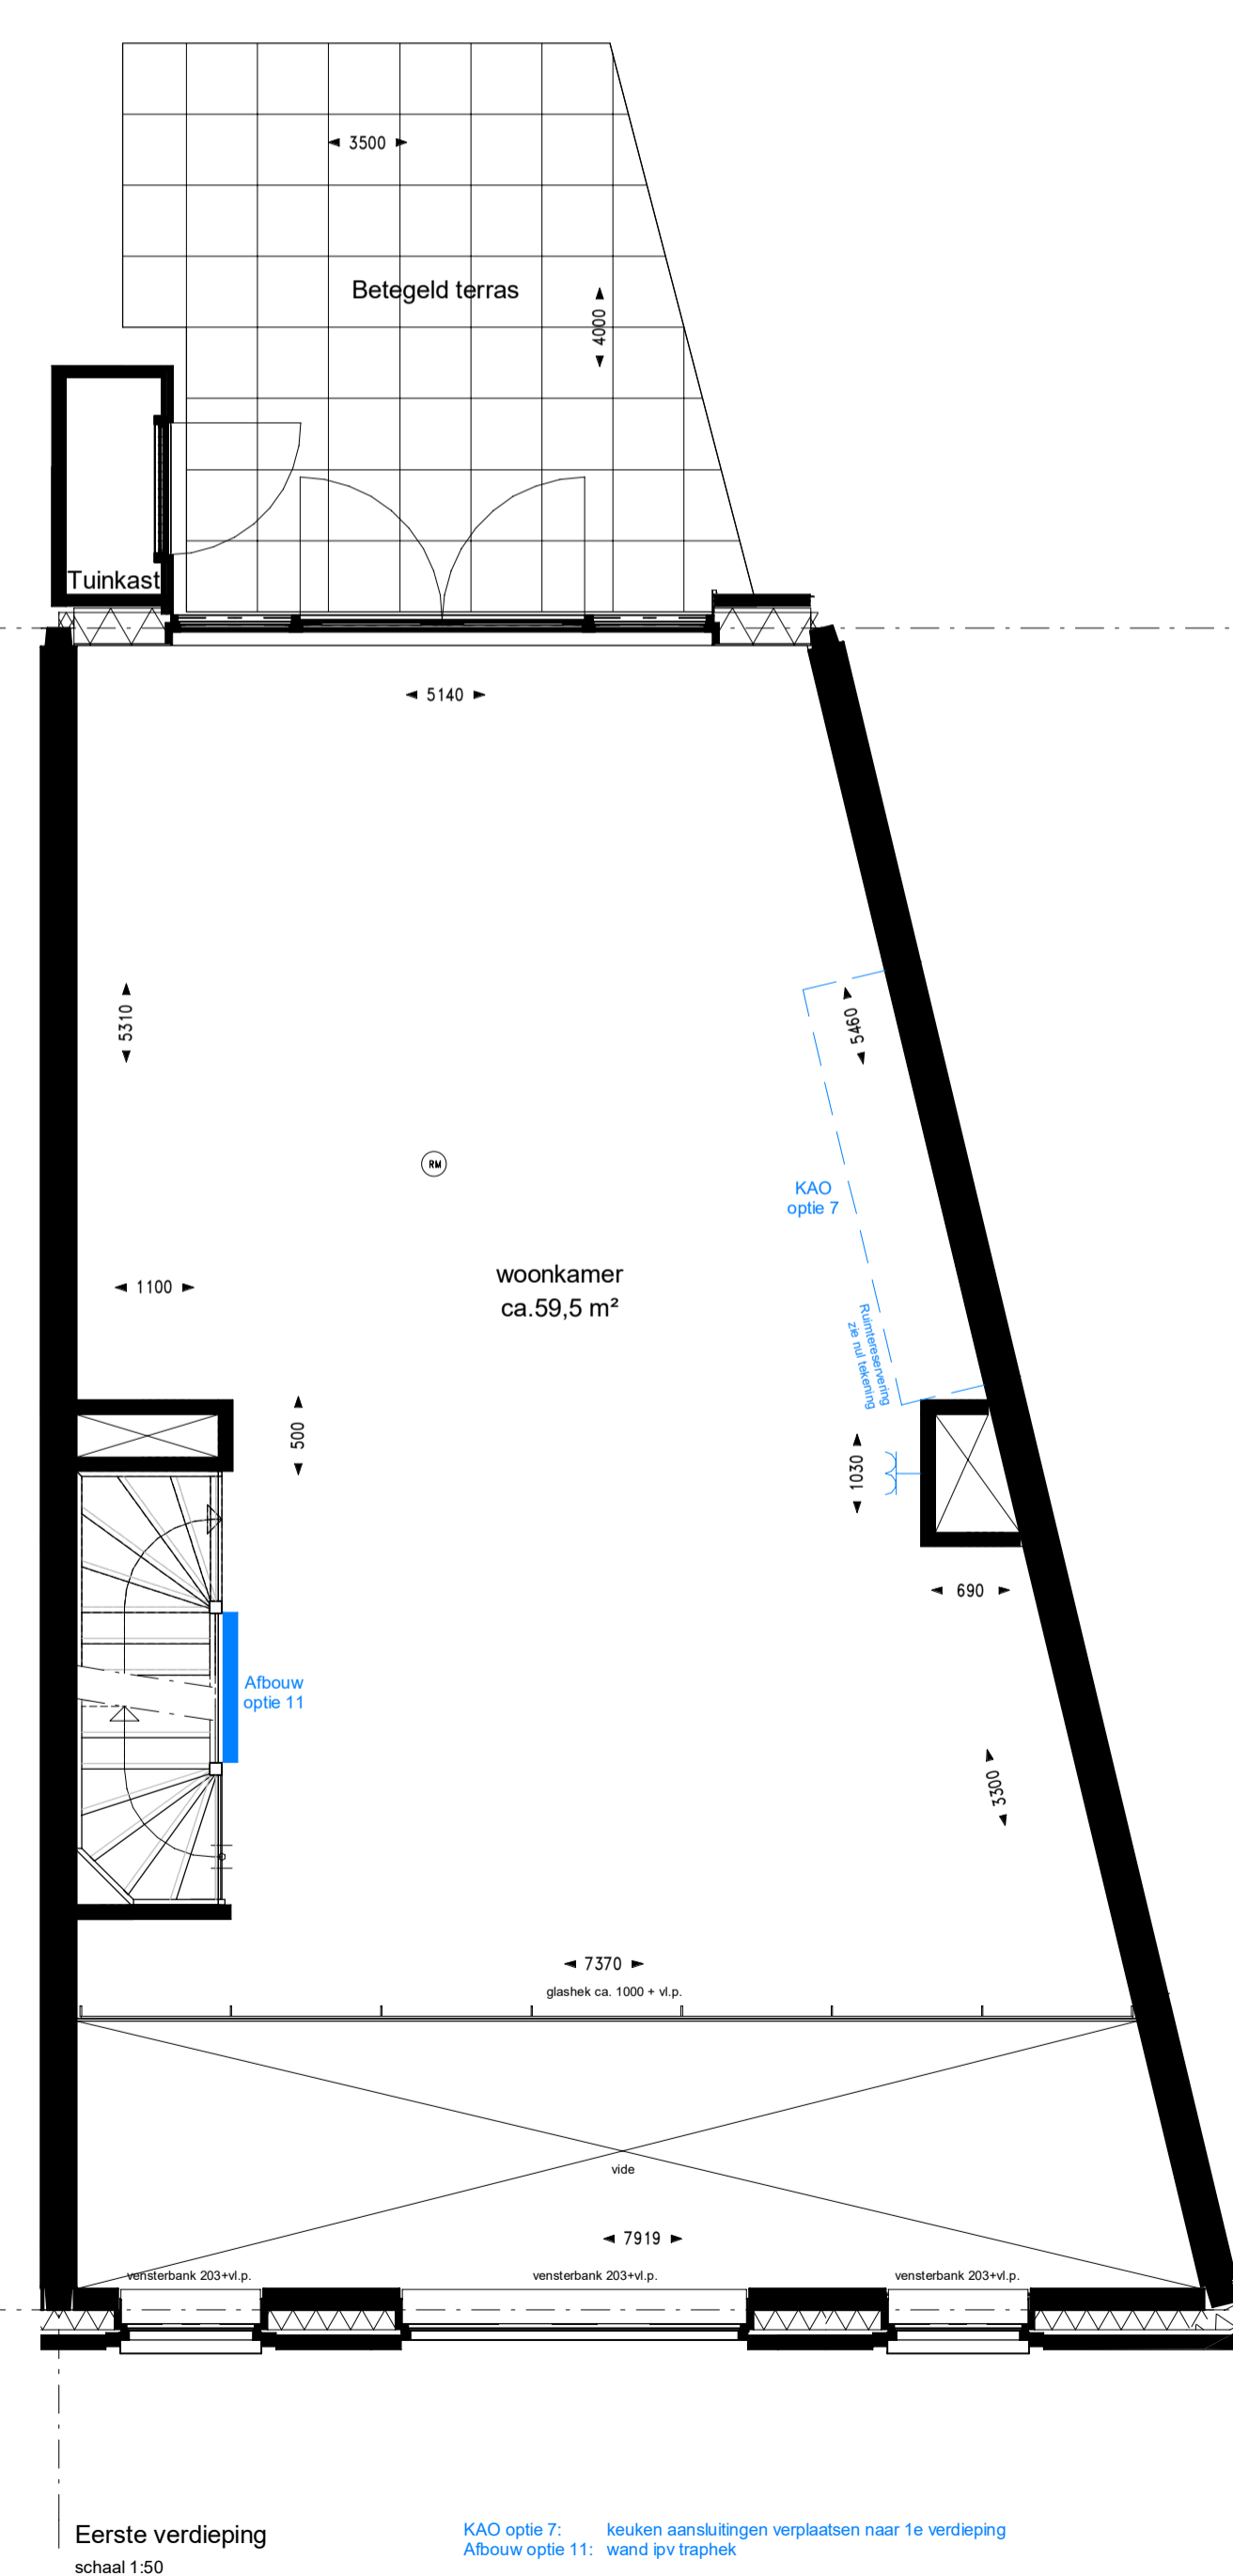 3500
Betegeld terras
4000
Tuinkast
5140
5310
5460
RM
KAO
optie 7
woonkamer
ca.59,5 m²
1100
Ruimtereservering
zie nul tekening
500
1030
690
Afbouw
optie 11
3300
7370
glashek ca. 1000 + vl.p.
vide
7919
vensterbank 203+vl.p.
vensterbank 203+vl.p.
vensterbank 203+vl.p.
Eerste verdieping
schaal 1:50
KAO optie 7: keuken aansluitingen verplaatsen naar 1e verdieping
Afbouw optie 11: wand ipv traphek